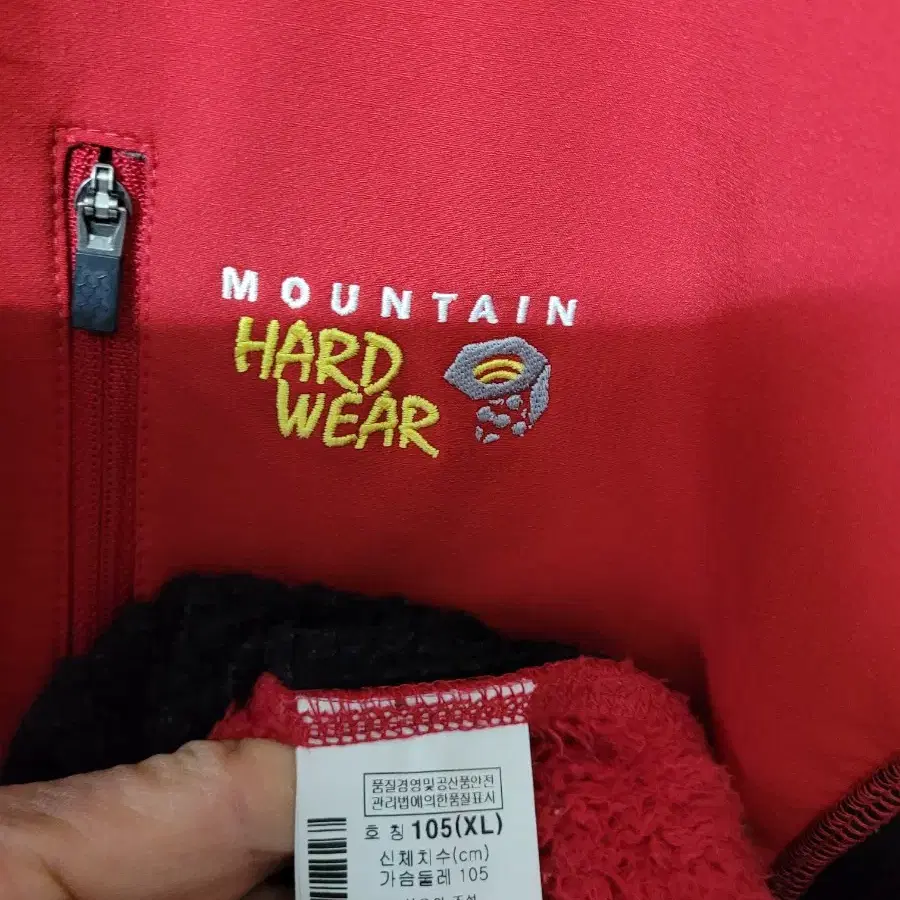 MOUNTAIN
HARD
WEAR
품질경영및공산품안전
관리법에의한품질표시
호 칭 105(XL)
신체치수(cm)
가슴둘레 105